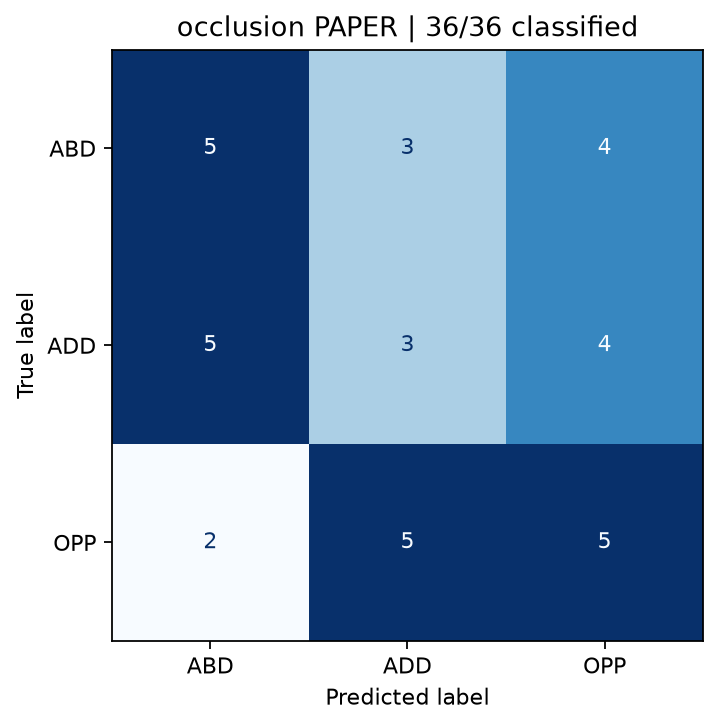 occlusion PAPER | 36/36 classified
True label
ABD 5 3 4
ADD 5 3 4
OPP 2 5 5
ABD ADD OPP
Predicted label